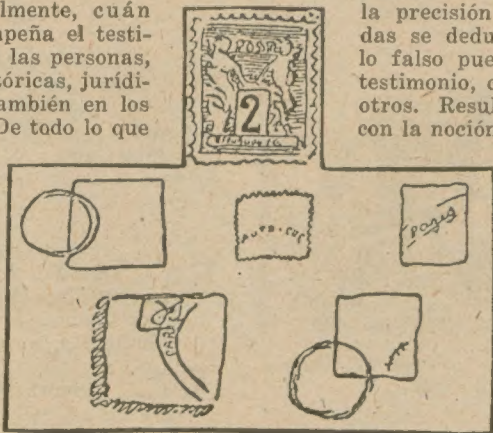 lmente, cuán
peña el testi-
las personas,
tóricas, jurídi-
ambién en los
De todo lo que
la precisión
das se dedu
lo falso pue
testimonio, c
otros. Resul
con la noción
2